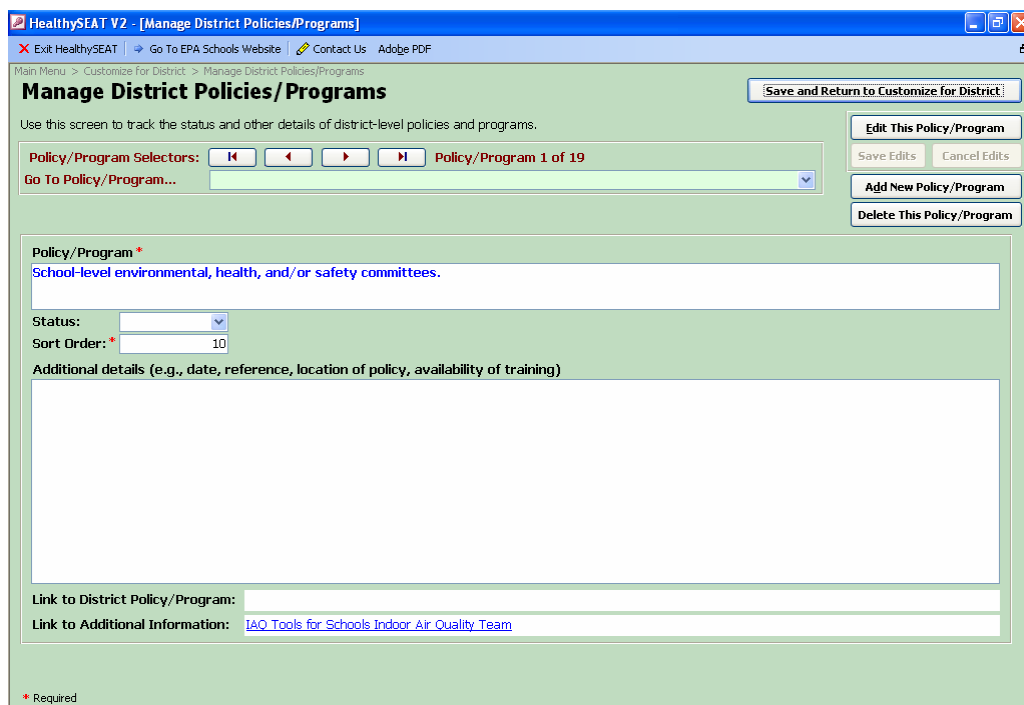 HealthySEAT V2 - [Manage District Policies/Programs]
Exit HealthySEAT Go To EPA Schools Website Contact Us Adobe PDF
Main Menu > Customize for District > Manage District Policies/Programs
Manage District Policies/Programs
Save and Return to Customize for District
Use this screen to track the status and other details of district-level policies and programs.
Edit This Policy/Program
Policy/Program Selectors: Policy/Program 1 of 19
Save Edits Cancel Edits
Go To Policy/Program...
Add New Policy/Program
Delete This Policy/Program
Policy/Program *
School-level environmental, health, and/or safety committees.
Status:
Sort Order: * 10
Additional details (e.g., date, reference, location of policy, availability of training)
Link to District Policy/Program:
Link to Additional Information: IAQ Tools for Schools Indoor Air Quality Team
* Required